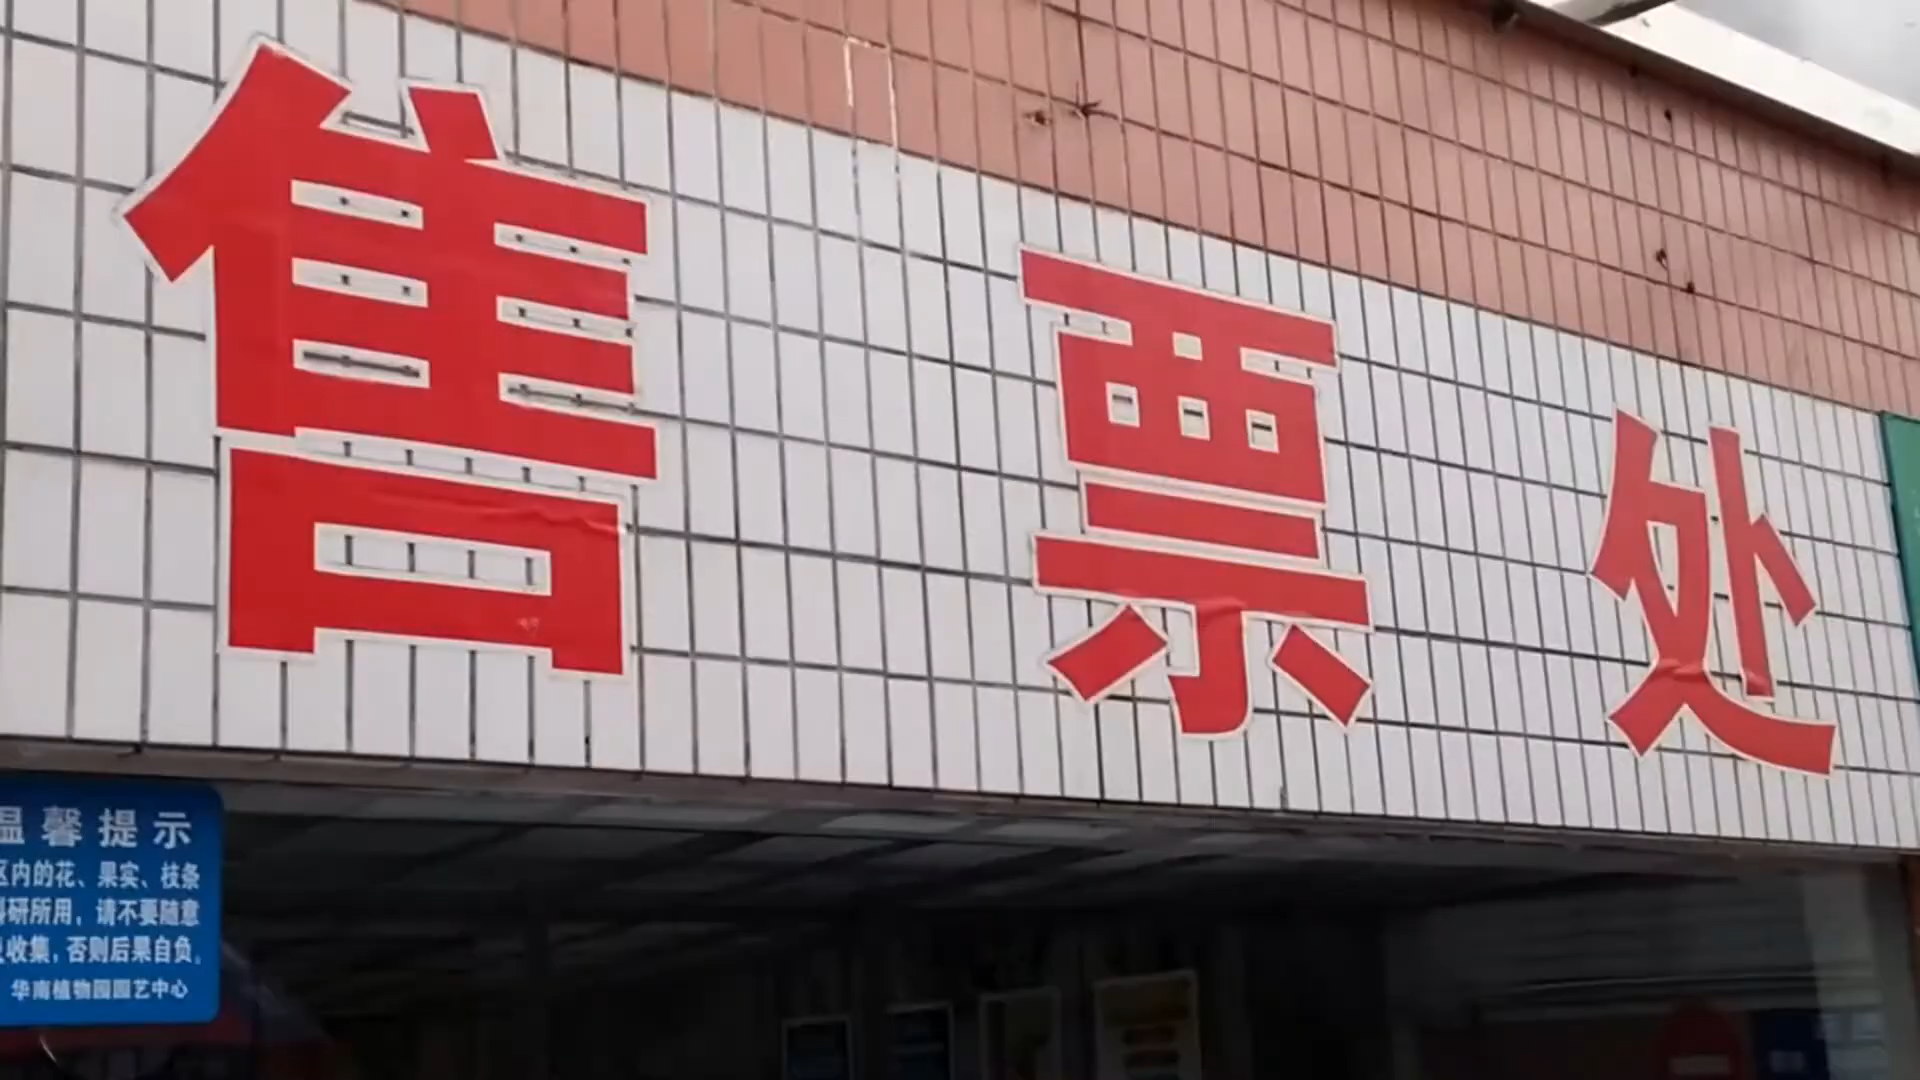 售票处
温馨提示
区内的花、果实、枝条
科研所用，请不要随意
收集，否则后果自负。
华南植物园园艺中心